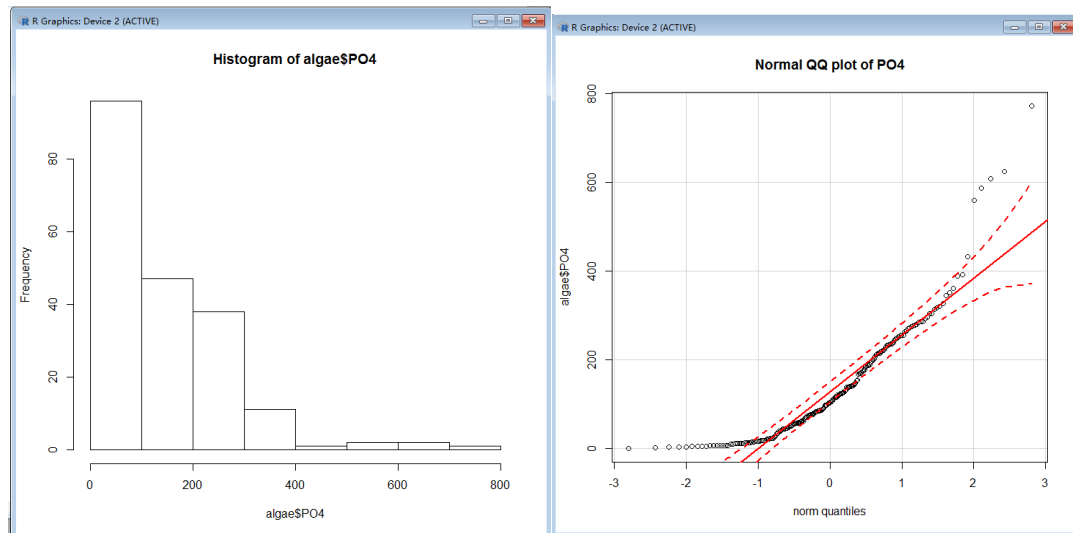 R Graphics: Device 2 (ACTIVE)
Histogram of algae$PO4
Frequency
0 20 40 60 80
0 200 400 600 800
algae$PO4
R Graphics: Device 2 (ACTIVE)
Normal QQ plot of PO4
algae$PO4
0 200 400 600 800
-3 -2 -1 0 1 2 3
norm quantiles